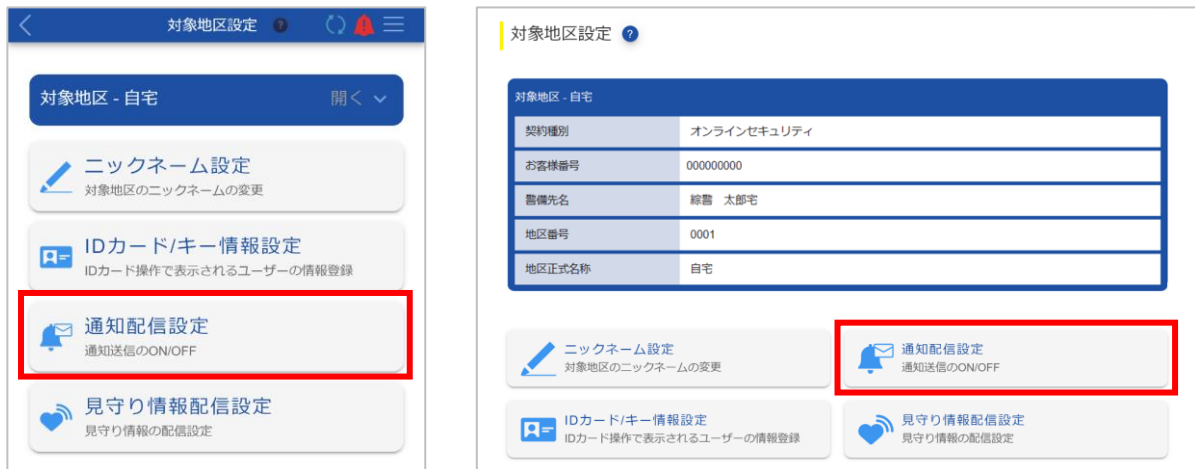 対象地区設定 ?
対象地区 - 自宅 開く
ニックネーム設定
対象地区のニックネームの変更
IDカード/キー情報設定
IDカード操作で表示されるユーザーの情報登録
通知配信設定
通知送信のON/OFF
見守り情報配信設定
見守り情報の配信設定
対象地区設定 ?
対象地区 - 自宅
契約種別 オンラインセキュリティ
お客様番号 000000000
警備先名 綜警 太郎宅
地区番号 0001
地区正式名称 自宅
ニックネーム設定
対象地区のニックネームの変更
通知配信設定
通知送信のON/OFF
IDカード/キー情報設定
IDカード操作で表示されるユーザーの情報登録
見守り情報配信設定
見守り情報の配信設定